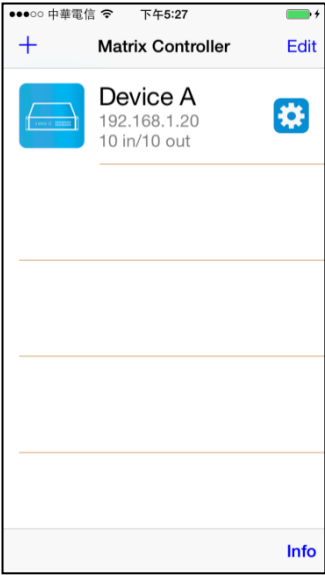 中華電信 下午5:27
+ Matrix Controller Edit
Device A
192.168.1.20
10 in/10 out
Info